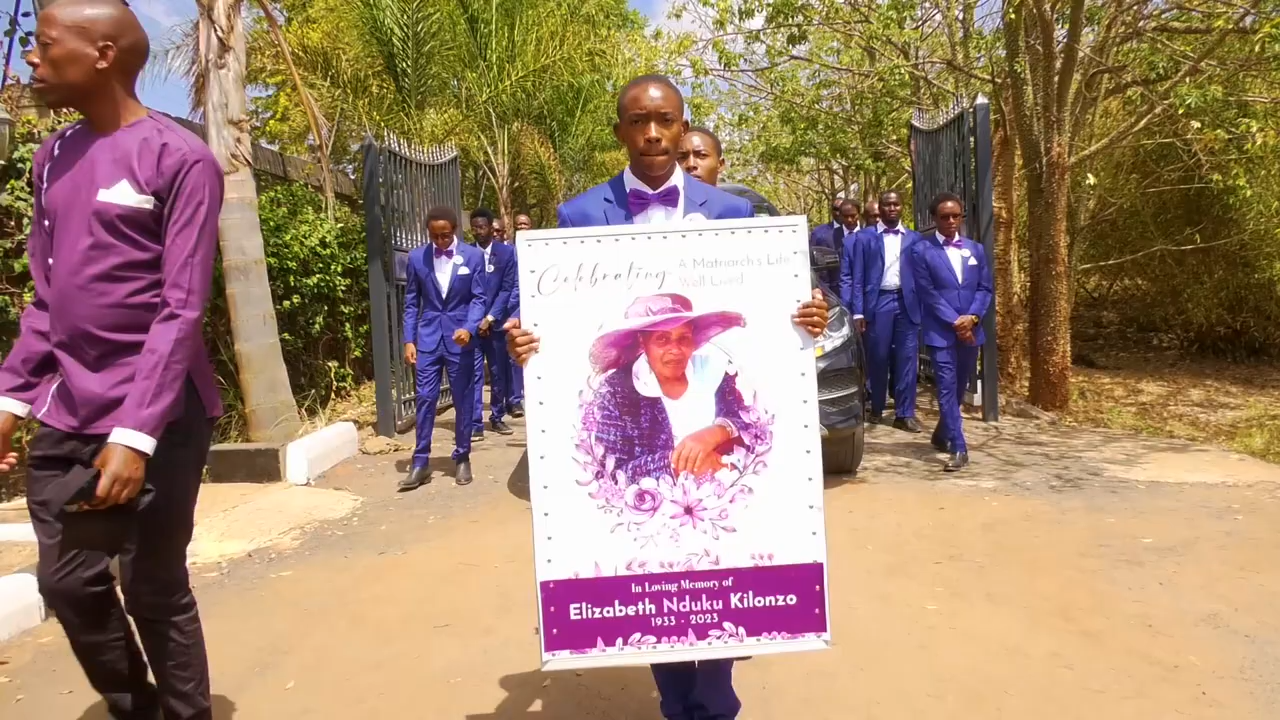 Celebrating
A Matriarch's Life
Well Lived
In Loving Memory of
Elizabeth Nduku Kilonzo
1933 - 2023